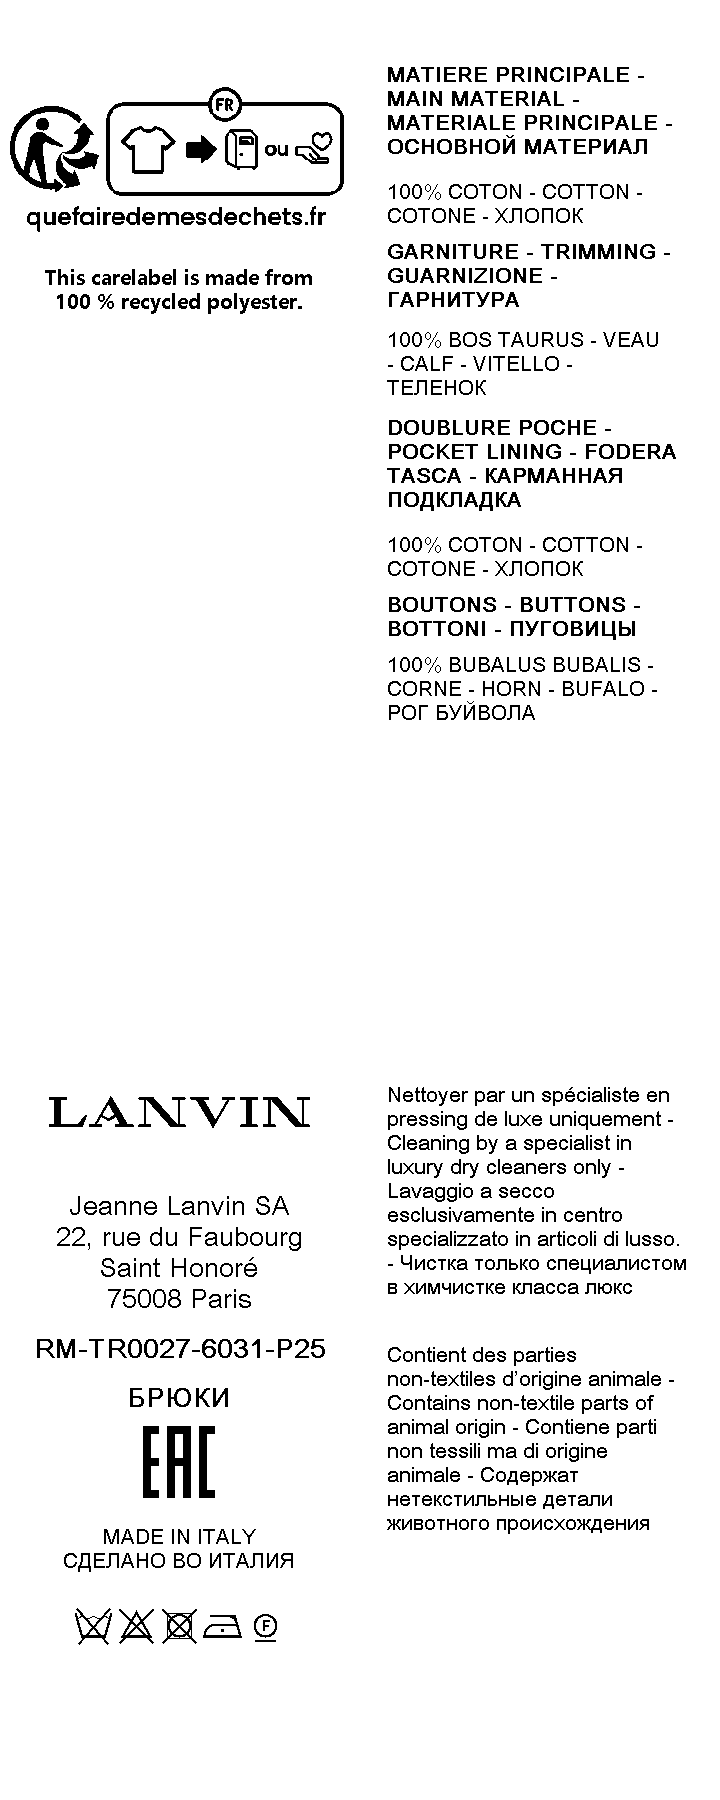 FR
ou
quefairedemesdechets.fr
This carelabel is made from
100 % recycled polyester.
MATIERE PRINCIPALE -
MAIN MATERIAL -
MATERIALE PRINCIPALE -
ОСНОВНОЙ МАТЕРИАЛ
100% COTON - COTTON -
COTONE - ХЛОПОК
GARNITURE - TRIMMING -
GUARNIZIONE -
ГАРНИТУРА
100% BOS TAURUS - VEAU
- CALF - VITELLO -
ТЕЛЕНОК
DOUBLURE POCHE -
POCKET LINING - FODERA
TASCA - КАРМАННАЯ
ПОДКЛАДКА
100% COTON - COTTON -
COTONE - ХЛОПОК
BOUTONS - BUTTONS -
BOTTONI - ПУГОВИЦЫ
100% BUBALUS BUBALIS -
CORNE - HORN - BUFALO -
РОГ БУЙВОЛА
LANVIN
Jeanne Lanvin SA
22, rue du Faubourg
Saint Honoré
75008 Paris
RM-TR0027-6031-P25
БРЮКИ
EAC
MADE IN ITALY
СДЕЛАНО ВО ИТАЛИЯ
F
Nettoyer par un spécialiste en
pressing de luxe uniquement -
Cleaning by a specialist in
luxury dry cleaners only -
Lavaggio a secco
esclusivamente in centro
specializzato in articoli di lusso.
- Чистка только специалистом
в химчистке класса люкс
Contient des parties
non-textiles d’origine animale -
Contains non-textile parts of
animal origin - Contiene parti
non tessili ma di origine
animale - Содержат
нетекстильные детали
животного происхождения